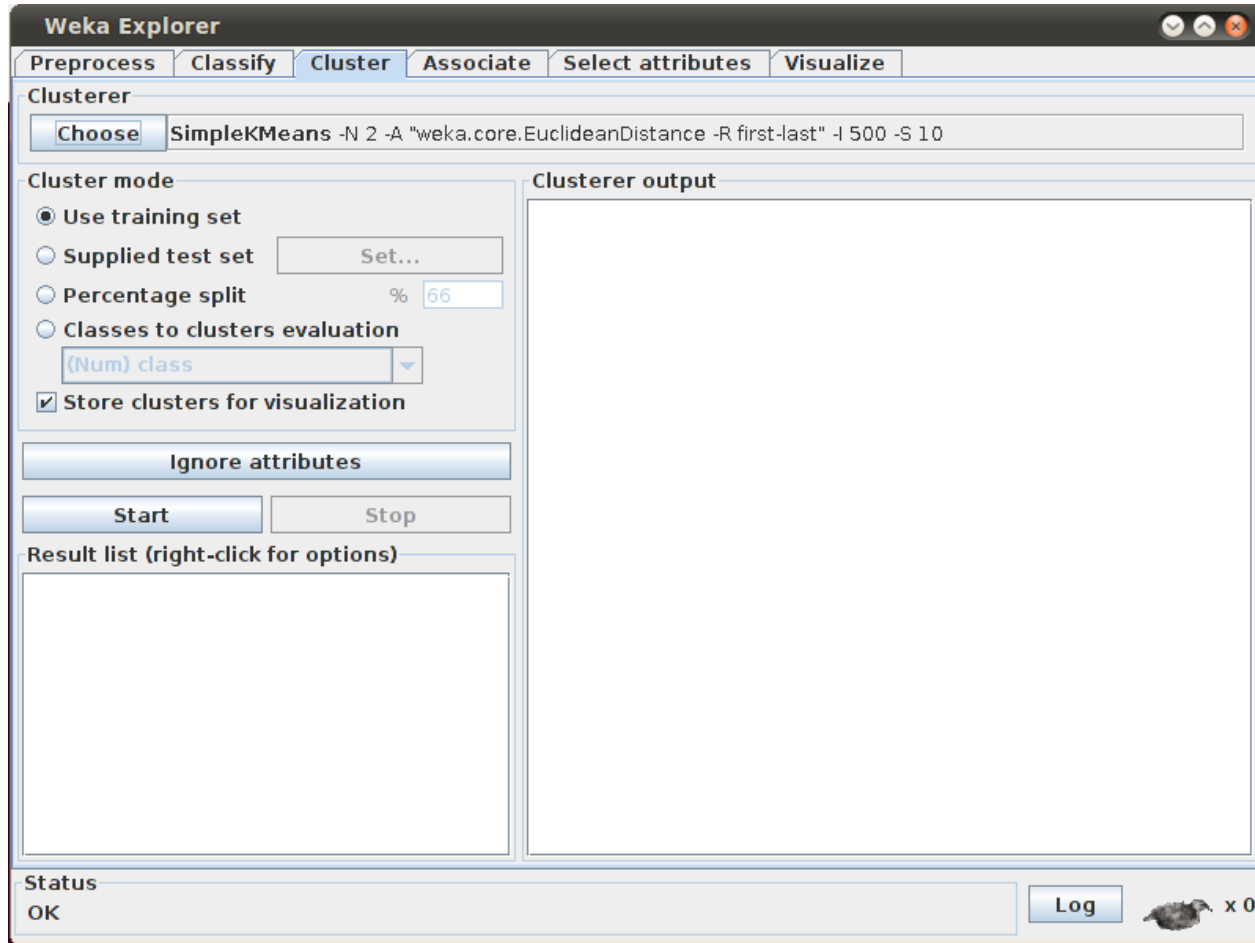 Weka Explorer
Preprocess Classify Cluster Associate Select attributes Visualize
Clusterer
Choose SimpleKMeans -N 2 -A "weka.core.EuclideanDistance -R first-last" -I 500 -S 10
Cluster mode
Use training set
Supplied test set Set...
Percentage split % 66
Classes to clusters evaluation
(Num) class
Store clusters for visualization
Ignore attributes
Start Stop
Result list (right-click for options)
Clusterer output
Status
OK
Log x 0